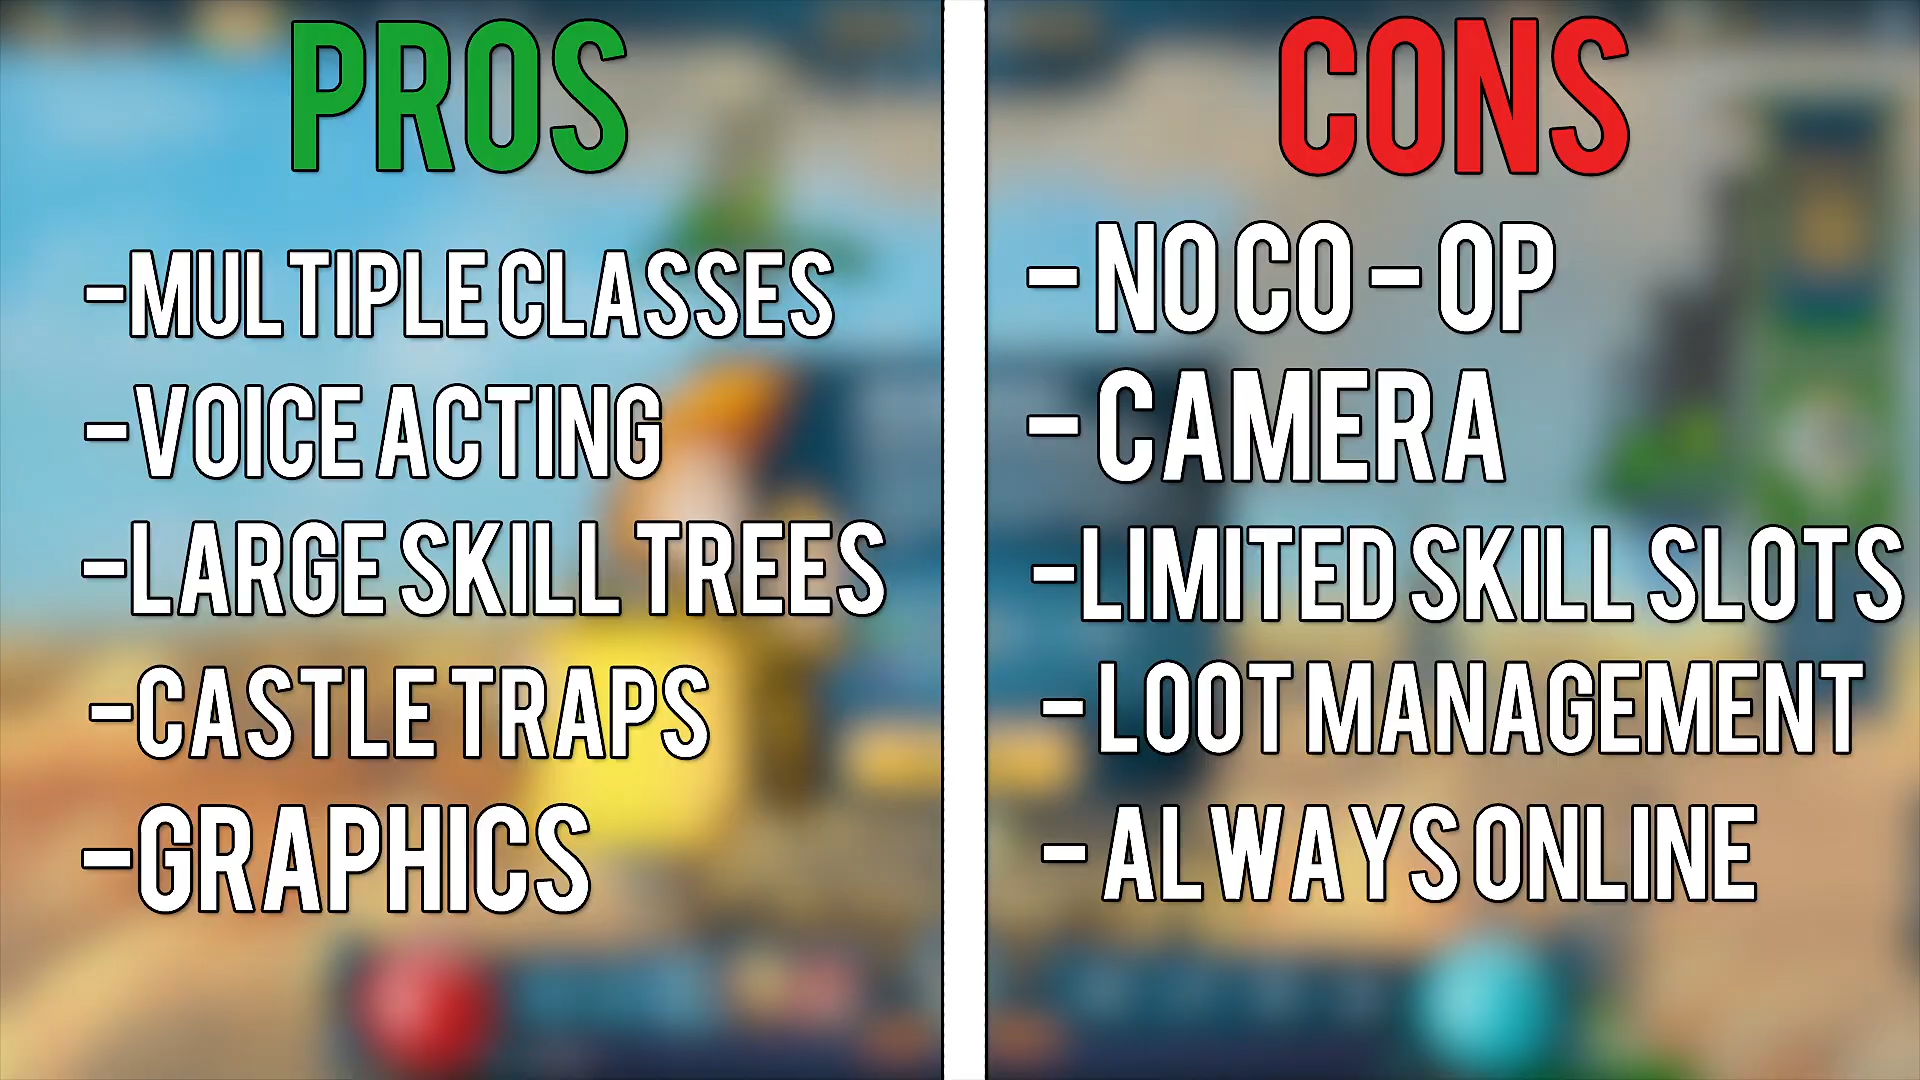 PROS
-MULTIPLE CLASSES
-VOICE ACTING
-LARGE SKILL TREES
-CASTLE TRAPS
-GRAPHICS
CONS
- NO CO - OP
- CAMERA
-LIMITED SKILL SLOTS
- LOOT MANAGEMENT
- ALWAYS ONLINE